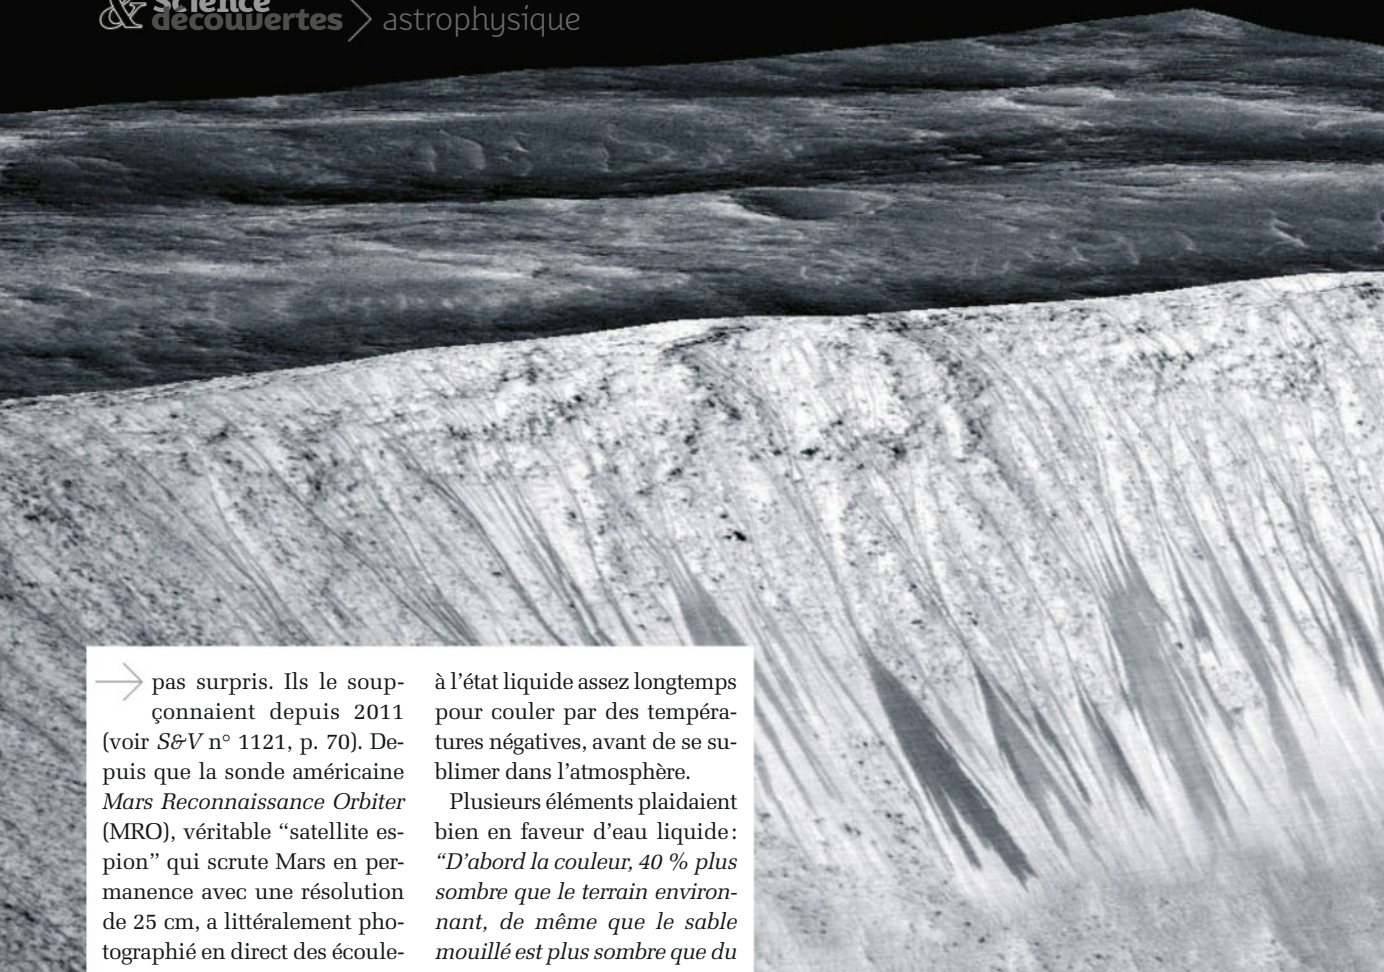 & science
découvertes > astrophysique
→ pas surpris. Ils le soup-
çonnaient depuis 2011
(voir S&V n° 1121, p. 70). De-
puis que la sonde américaine
Mars Reconnaissance Orbiter
(MRO), véritable “satellite es-
pion” qui scrute Mars en per-
manence avec une résolution
de 25 cm, a littéralement pho-
tographié en direct des écoule-
à l’état liquide assez longtemps
pour couler par des tempéra-
tures négatives, avant de se su-
blimer dans l’atmosphère.
Plusieurs éléments plaidaient
bien en faveur d’eau liquide :
“D’abord la couleur, 40 % plus
sombre que le terrain environ-
nant, de même que le sable
mouillé est plus sombre que du